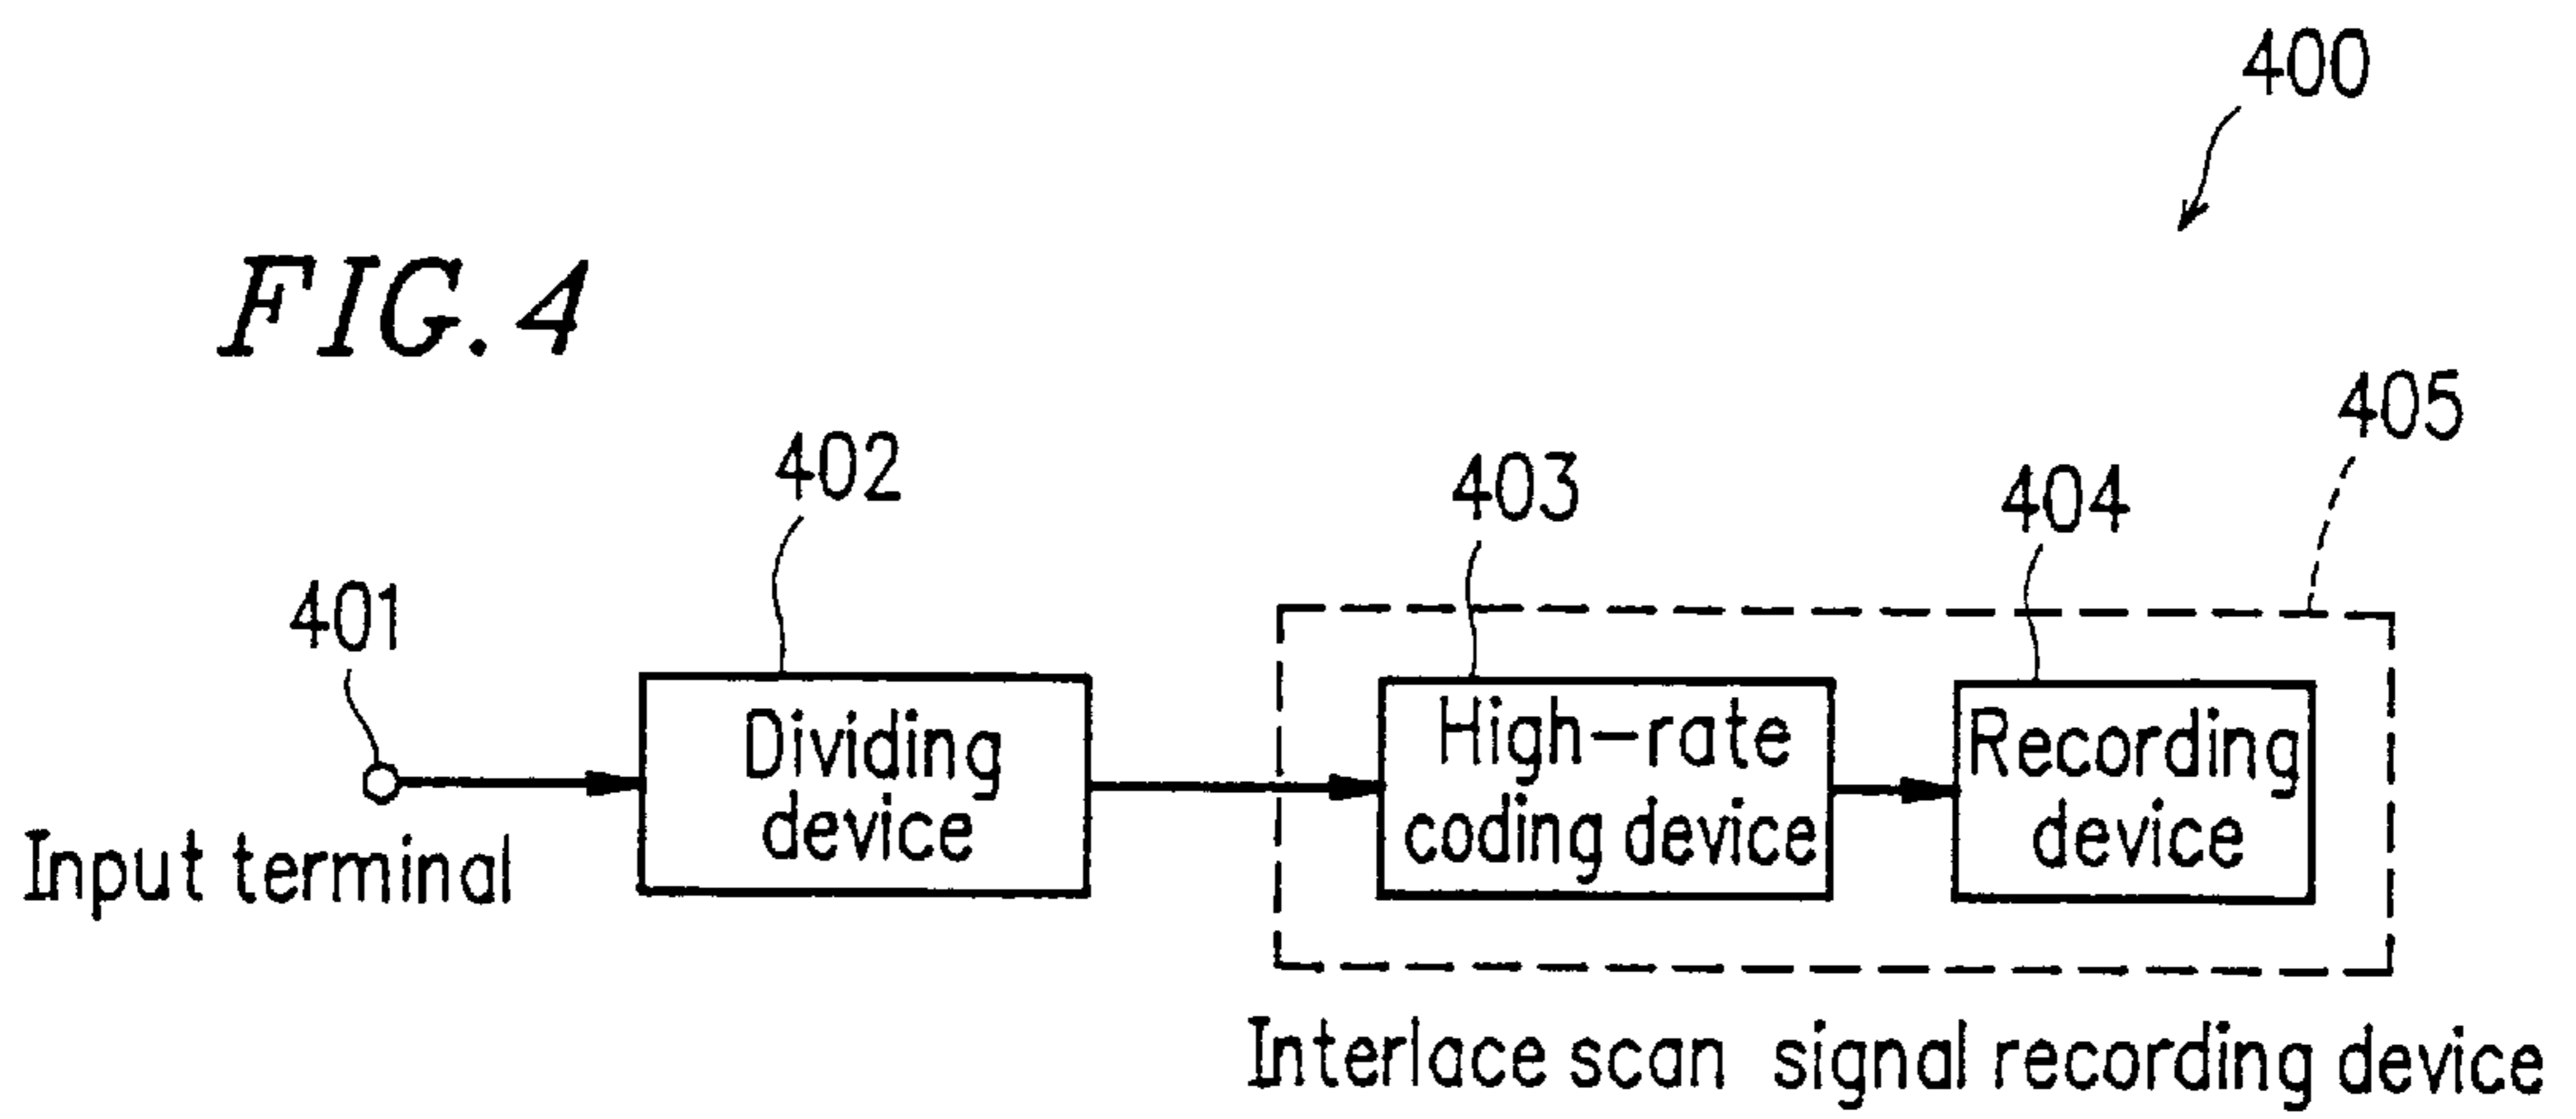 400
FIG. 4
405
402
403
404
401
Dividing
device
High-rate
coding device
Recording
device
Input terminal
Interlace scan signal recording device